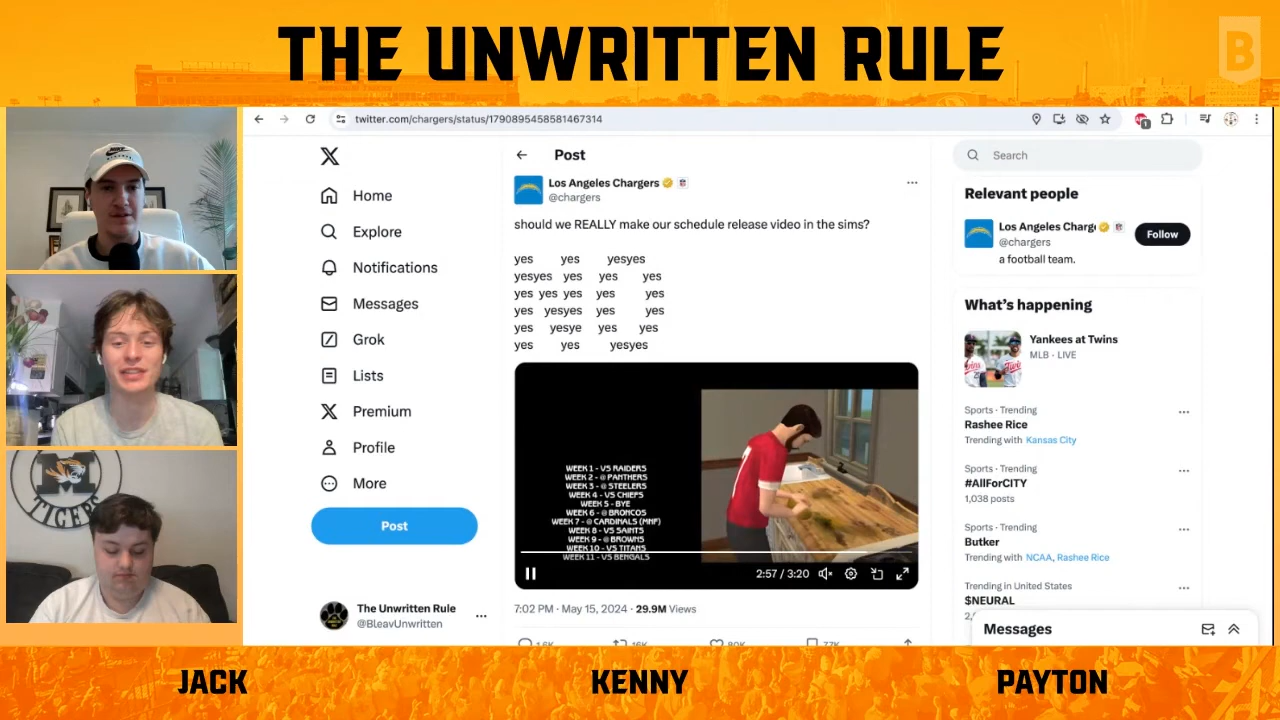 THE UNWRITTEN RULE
B
twitter.com/chargers/status/1790895458581467314
1
Post
Search
Los Angeles Chargers
@chargers
should we REALLY make our schedule release video in the sims?
yes yes yesyes
yesyes yes yes yes
yes yes yes yes yes
yes yesyes yes yes
yes yesye yes yes
yes yes yesyes
Home
Explore
Notifications
Messages
Grok
Lists
Premium
Profile
More
Post
The Unwritten Rule
@BleavUnwritten
WEEK 1 - VS RAIDERS
WEEK 2 - @ PANTHERS
WEEK 3 - @ STEELERS
WEEK 4 - VS CHIEFS
WEEK 5 - BYE
WEEK 6 - @ BRONCOS
WEEK 7 - @ CARDINALS (MNF)
WEEK 8 - VS SAINTS
WEEK 9 - @ BROWNS
WEEK 10 - VS TITANS
WEEK 11 - VS BENGALS
2:57 / 3:20
7:02 PM · May 15, 2024 · 29.9M Views
Relevant people
Los Angeles Charg
@chargers
Follow
a football team.
What's happening
Yankees at Twins
MLB · LIVE
Sports · Trending
Rashee Rice
Trending with Kansas City
Sports · Trending
#AllForCITY
1,038 posts
Sports · Trending
Butker
Trending with NCAA, Rashee Rice
Trending in United States
$NEURAL
Messages
M
TIGERS
JACK
KENNY
PAYTON